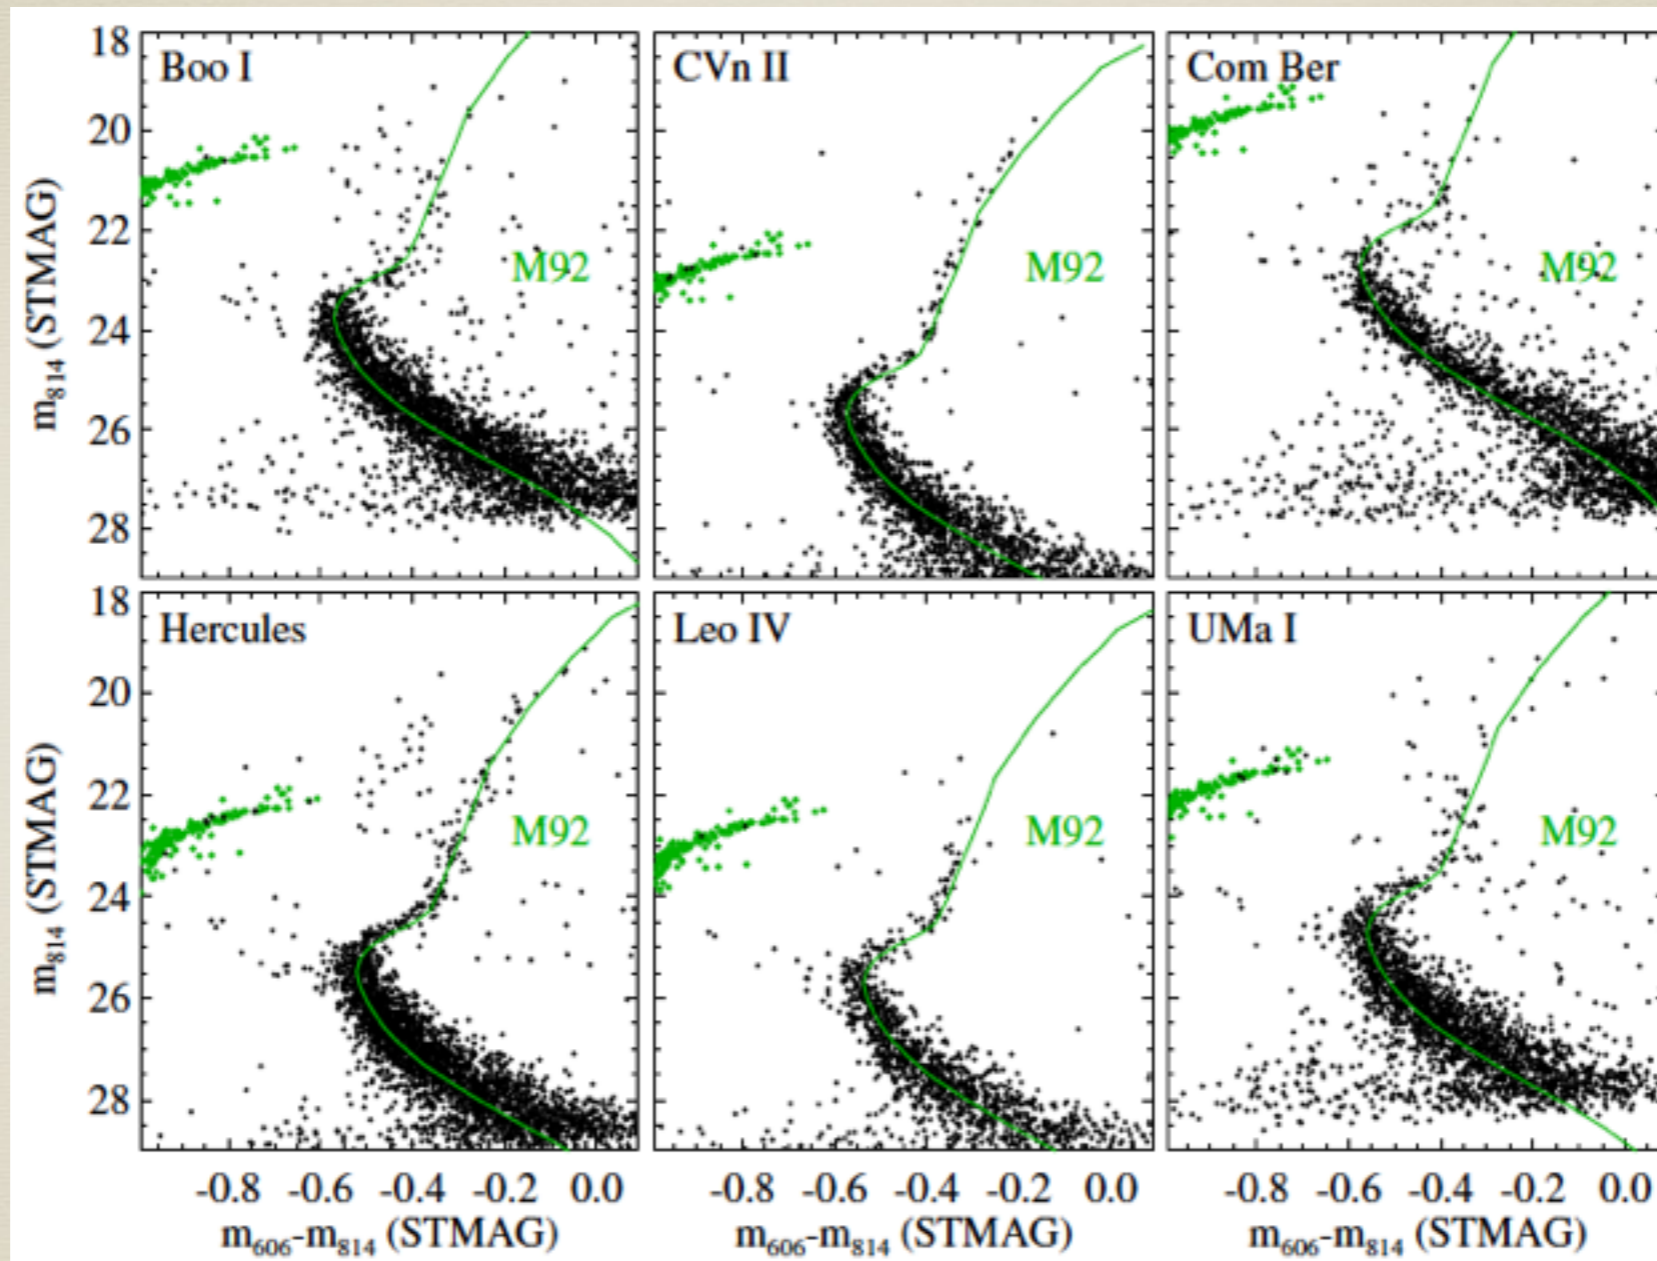 Boo I
CVn II
Com Ber
M92
M92
M92
18
20
22
24
26
28
m814 (STMAG)
Hercules
Leo IV
UMa I
M92
M92
M92
18
20
22
24
26
28
m814 (STMAG)
-0.8 -0.6 -0.4 -0.2 0.0
-0.8 -0.6 -0.4 -0.2 0.0
-0.8 -0.6 -0.4 -0.2 0.0
m606-m814 (STMAG)
m606-m814 (STMAG)
m606-m814 (STMAG)